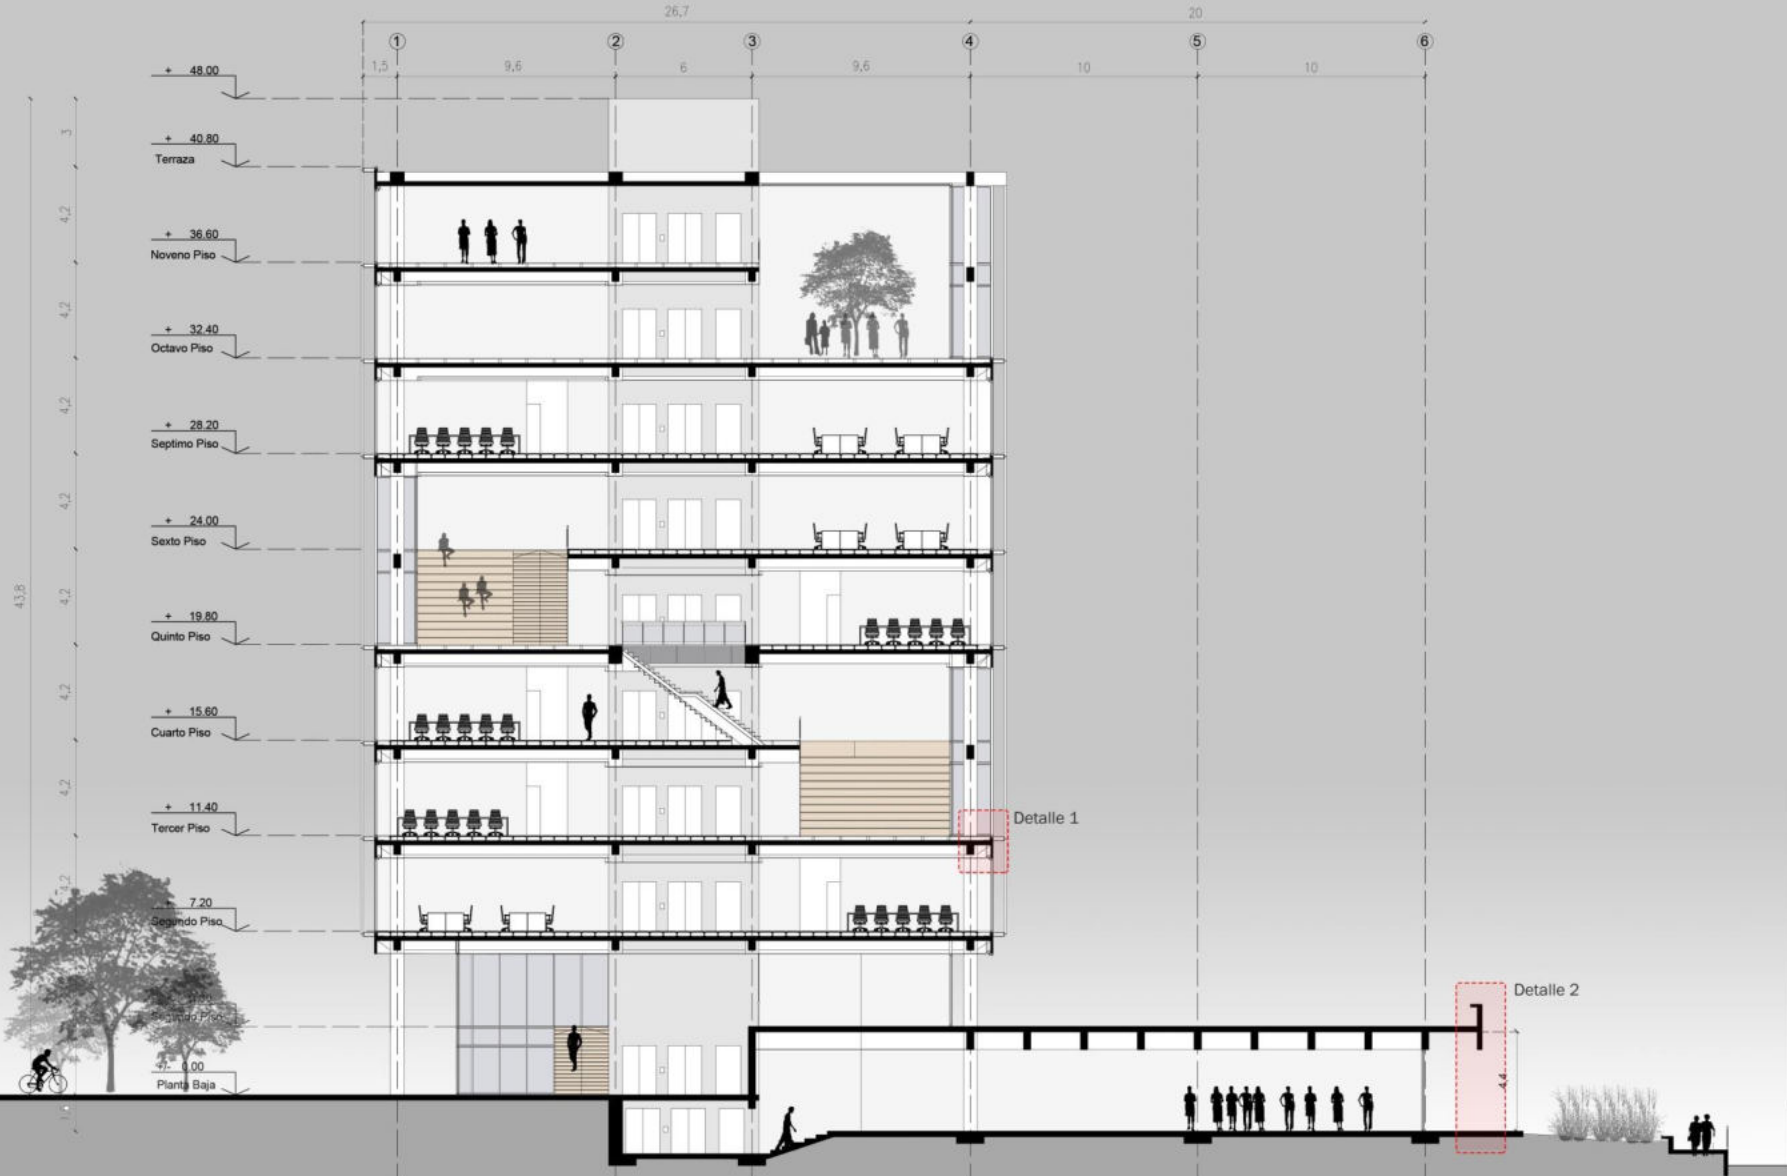 26,7
20
1
2
3
4
5
6
1,5
9,6
6
9,6
10
10
+ 48.00
3
+ 40.80
Terraza
4,2
+ 36.60
Noveno Piso
4,2
+ 32.40
Octavo Piso
4,2
+ 28.20
Septimo Piso
4,2
+ 24.00
Sexto Piso
43,8
4,2
+ 19.80
Quinto Piso
4,2
+ 15.60
Cuarto Piso
4,2
+ 11.40
Tercer Piso
Detalle 1
4,2
+ 7.20
Segundo Piso
Detalle 2
Segundo Piso
+/- 0.00
Planta Baja
4,4